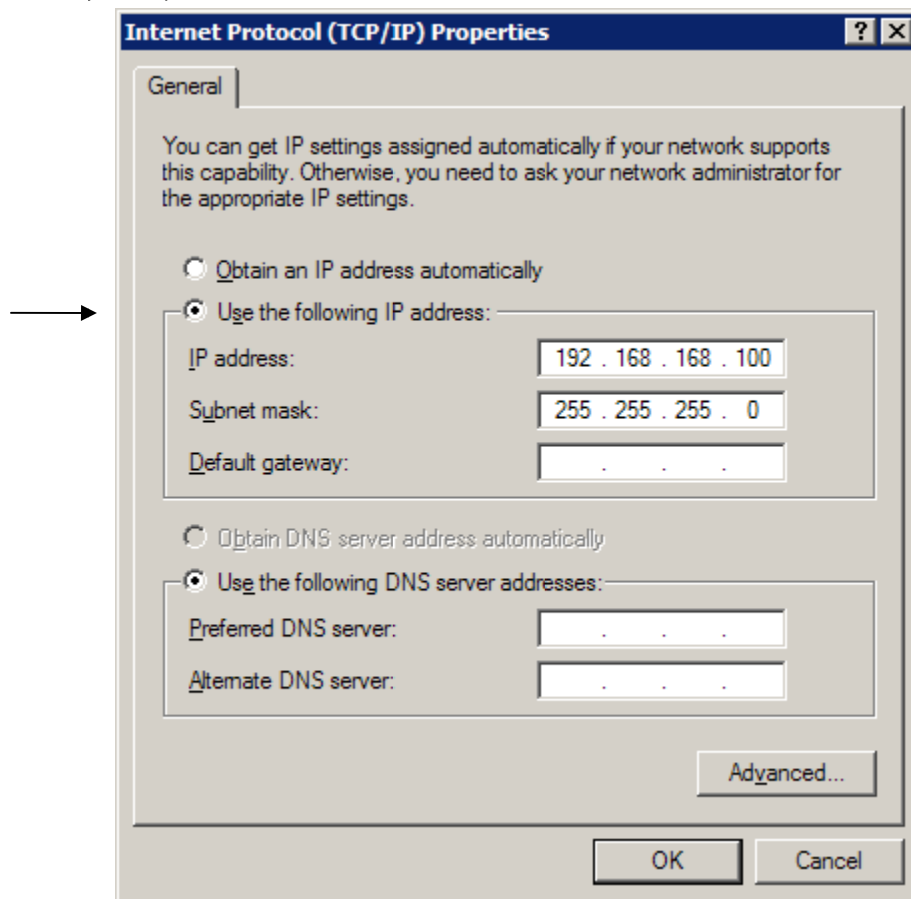 Internet Protocol (TCP/IP) Properties
General
You can get IP settings assigned automatically if your network supports
this capability. Otherwise, you need to ask your network administrator for
the appropriate IP settings.
Obtain an IP address automatically
Use the following IP address:
IP address: 192 . 168 . 168 . 100
Subnet mask: 255 . 255 . 255 . 0
Default gateway: . . .
Obtain DNS server address automatically
Use the following DNS server addresses:
Preferred DNS server: . . .
Alternate DNS server: . . .
Advanced...
OK Cancel